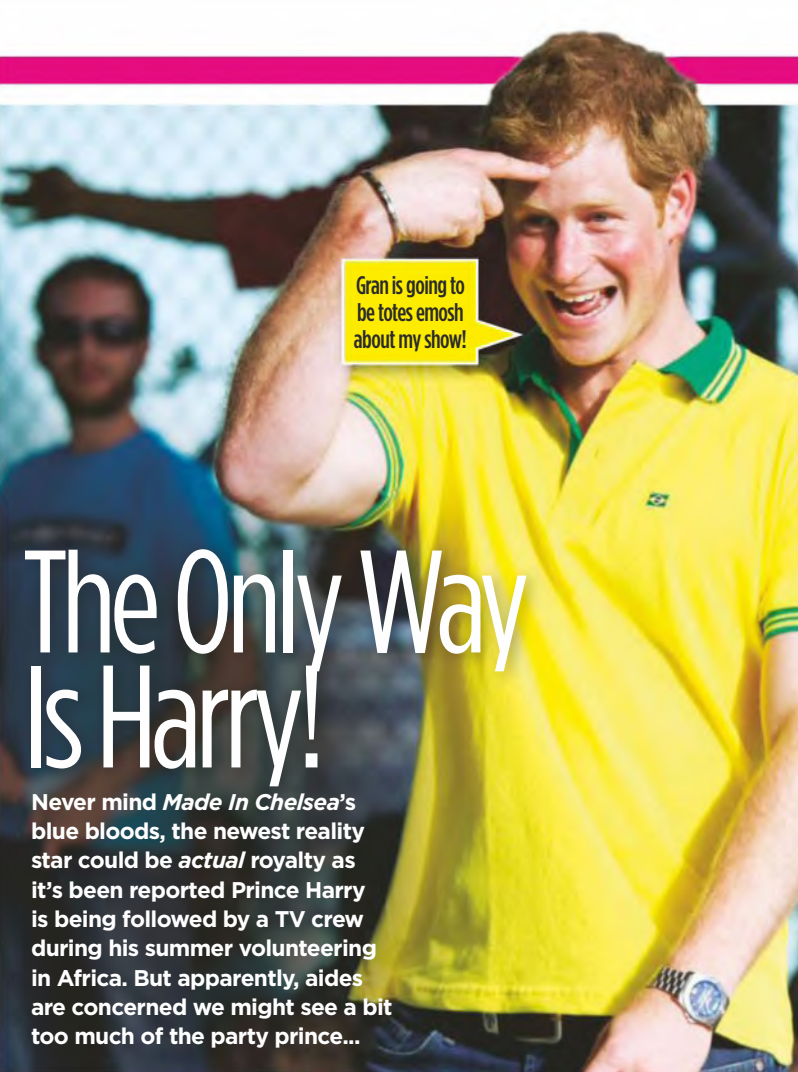 Gran is going to
be totes emosh
about my show!
The Only Way
Is Harry!
Never mind Made In Chelsea's
blue bloods, the newest reality
star could be actual royalty as
it's been reported Prince Harry
is being followed by a TV crew
during his summer volunteering
in Africa. But apparently, aides
are concerned we might see a bit
too much of the party prince...